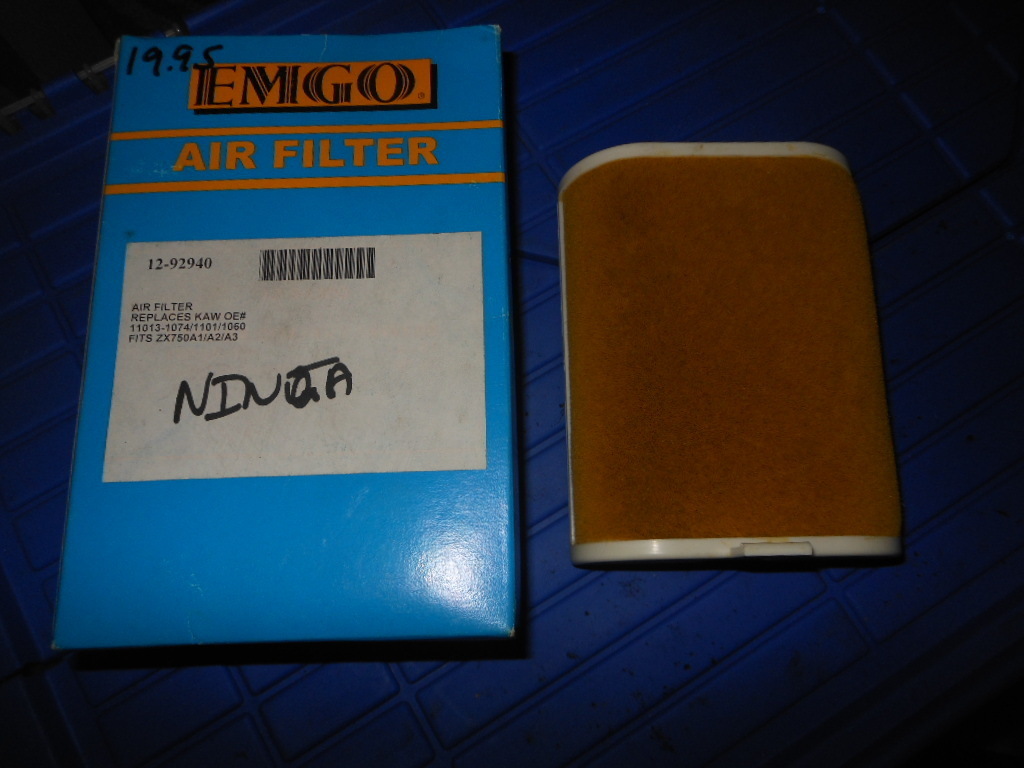 19.95
EMGO®
AIR FILTER
12-92940
AIR FILTER
REPLACES KAW OE#
11013-1074/1101/1060
FITS ZX750A1/A2/A3
NINJA